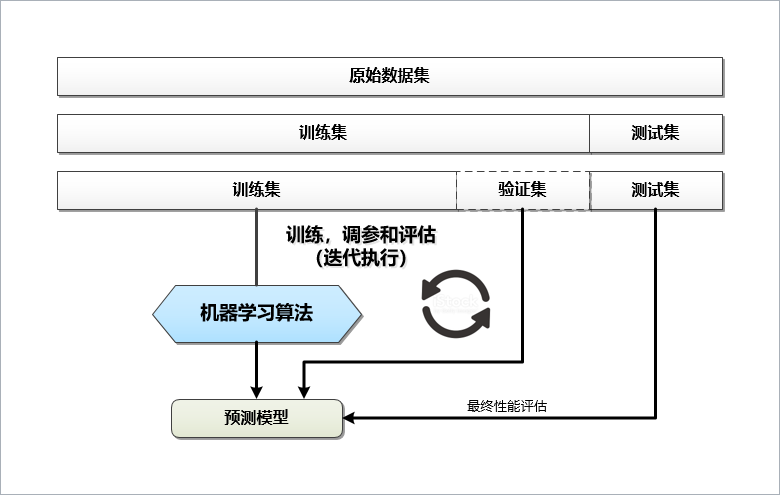 原始数据集
训练集
测试集
训练集
验证集
测试集
训练，调参和评估
（迭代执行）
机器学习算法
预测模型
最终性能评估